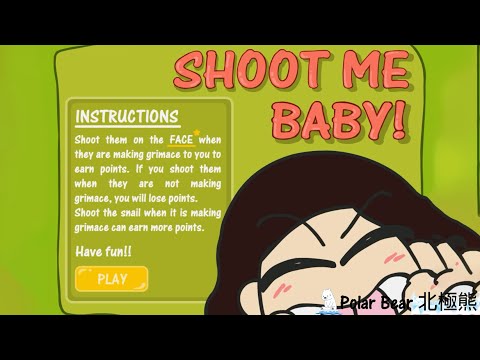 SHOOT ME
BABY!
INSTRUCTIONS
Shoot them on the FACE when
they are making grimace to you to
earn points. If you shoot them
when they are not making
grimace, you will lose points.
Shoot the snail when it is making
grimace can earn more points.
Have fun!!
PLAY
Polar Bear 北極熊